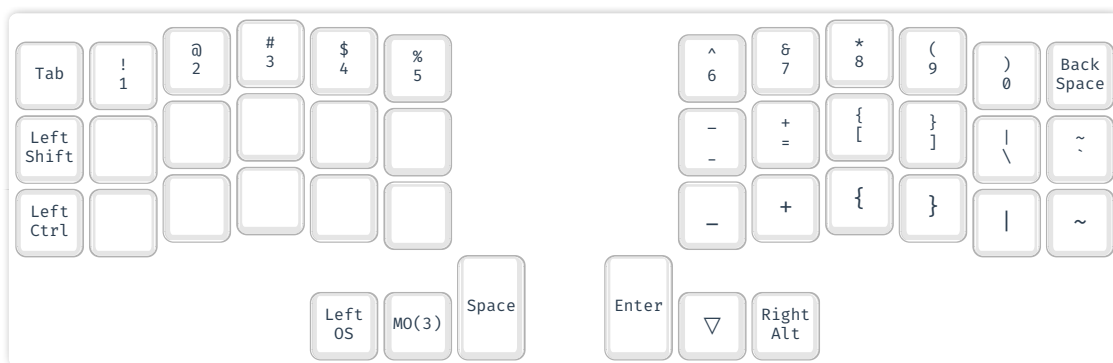 Tab ! 1 @ 2 # 3 $ 4 % 5 ^ 6 & 7 * 8 ( 9 ) 0 Back Space
Left Shift _ - + = { [ } ] | \ ~ `
Left Ctrl _ + { } | ~
Left OS MO(3) Space Enter ▽ Right Alt